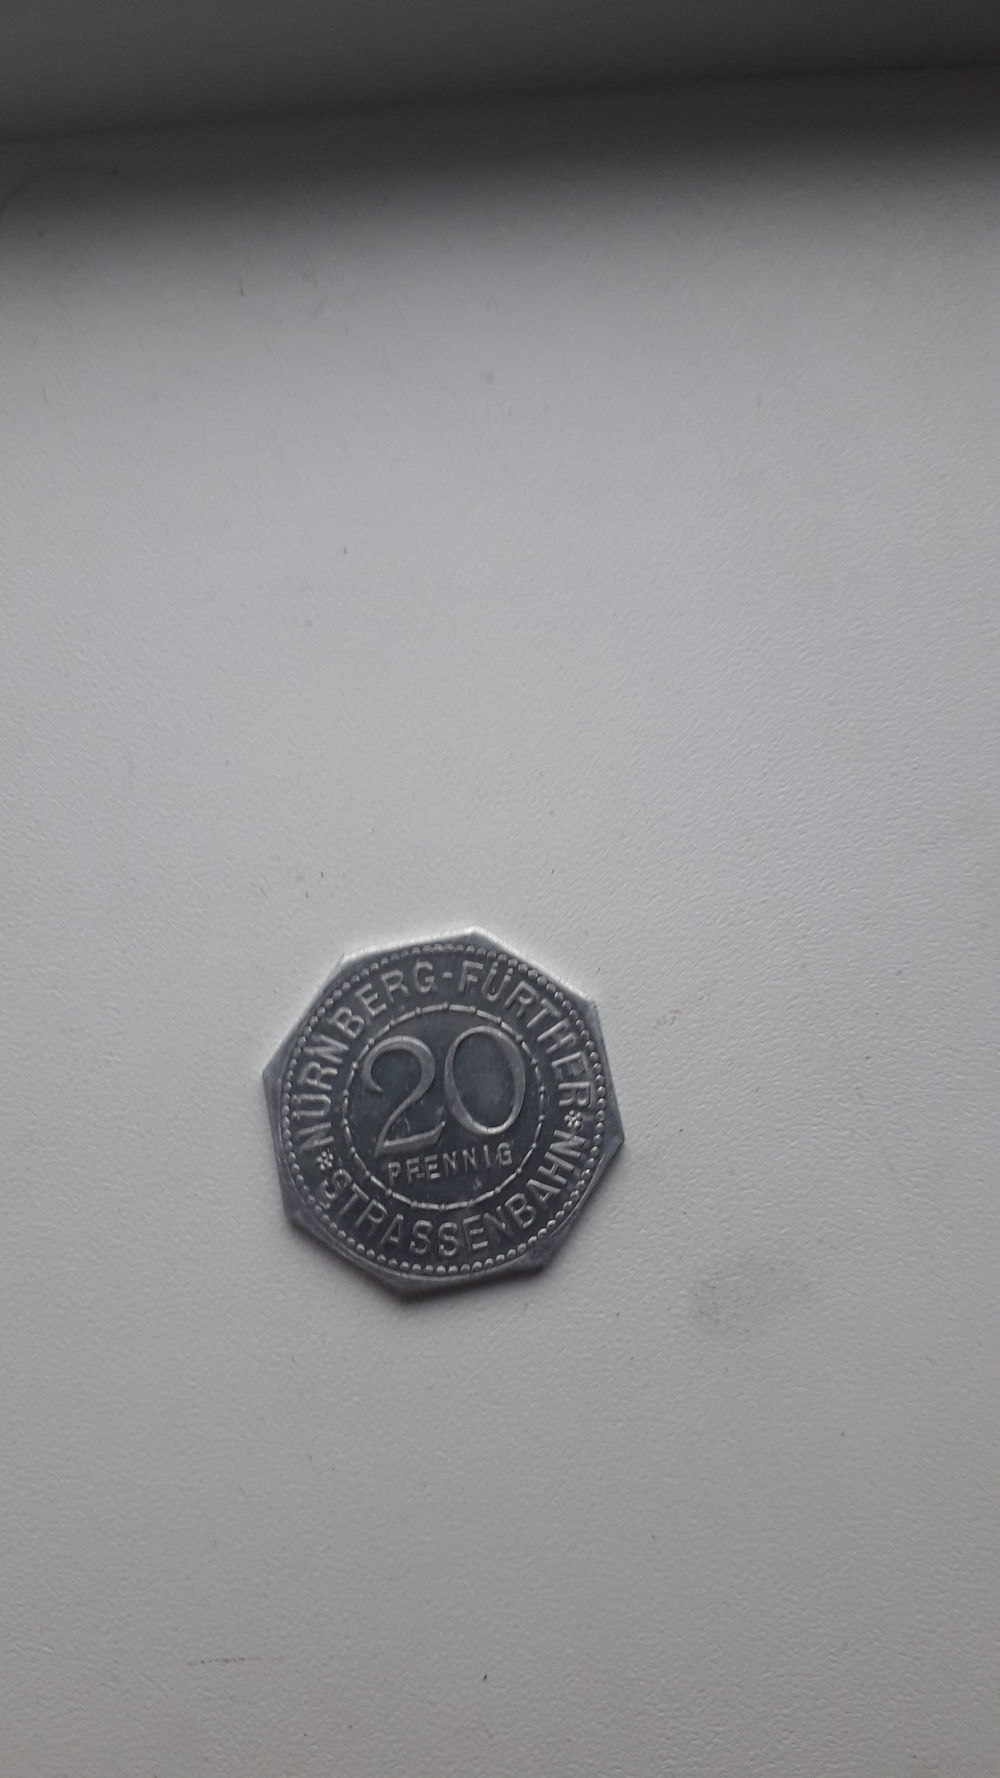 NÜRNBERG-FÜRTHER
20
PFENNIG
STRASSENBAHN